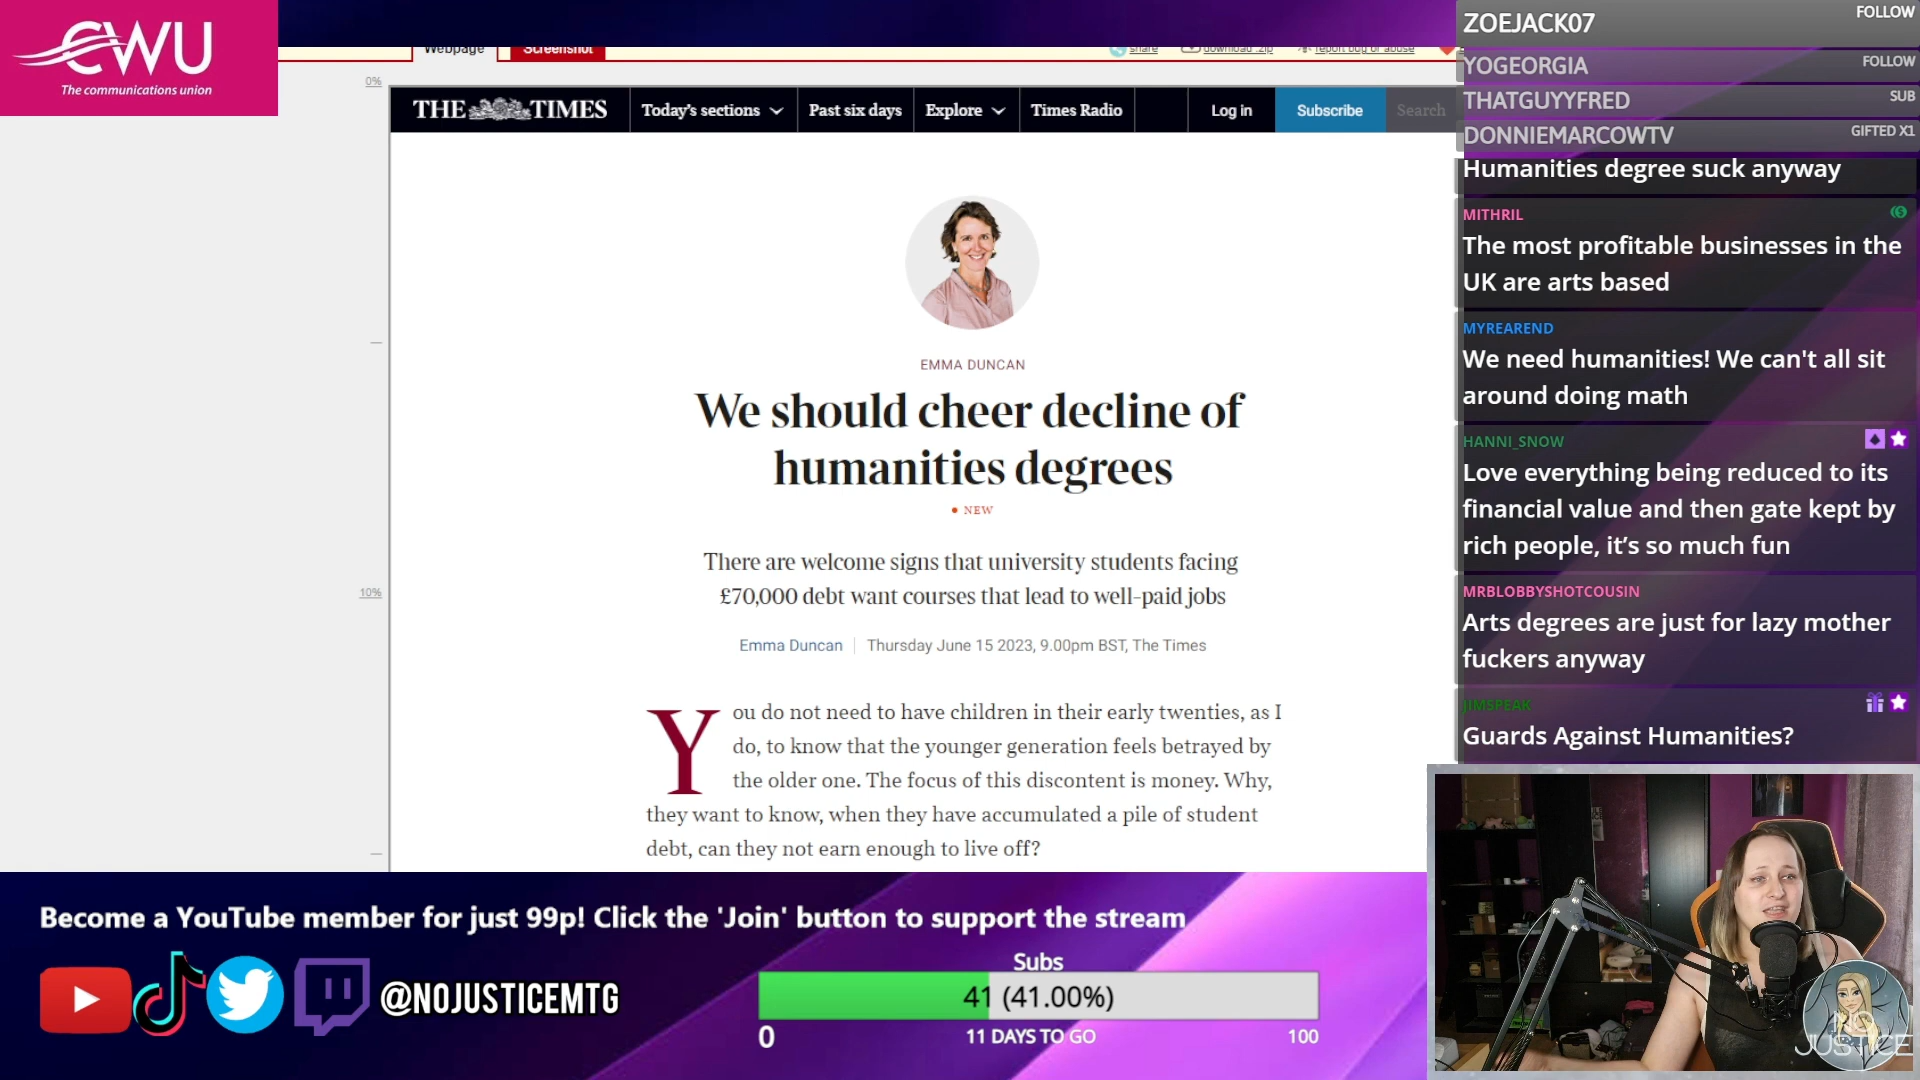 CWU
The communications union
Webpage
Screenshot
share
download .zip
report bug or abuse
0%
THE TIMES
Today's sections
Past six days
Explore
Times Radio
Log in
Subscribe
Search
EMMA DUNCAN
We should cheer decline of
humanities degrees
• NEW
There are welcome signs that university students facing
£70,000 debt want courses that lead to well-paid jobs
10%
Emma Duncan
Thursday June 15 2023, 9.00pm BST, The Times
You do not need to have children in their early twenties, as I
do, to know that the younger generation feels betrayed by
the older one. The focus of this discontent is money. Why,
they want to know, when they have accumulated a pile of student
debt, can they not earn enough to live off?
ZOEJACK07 FOLLOW
YOGEORGIA FOLLOW
THATGUYYFRED SUB
DONNIEMARCOWTV GIFTED X1
Humanities degree suck anyway
MITHRIL
The most profitable businesses in the
UK are arts based
MYREAREND
We need humanities! We can't all sit
around doing math
HANNI_SNOW
Love everything being reduced to its
financial value and then gate kept by
rich people, it's so much fun
MRBLOBBYSHOTCOUSIN
Arts degrees are just for lazy mother
fuckers anyway
JIMSPEAK
Guards Against Humanities?
Become a YouTube member for just 99p! Click the 'Join' button to support the stream
@NOJUSTICEMTG
Subs
41 (41.00%)
0
11 DAYS TO GO
100
NO
JUSTICE